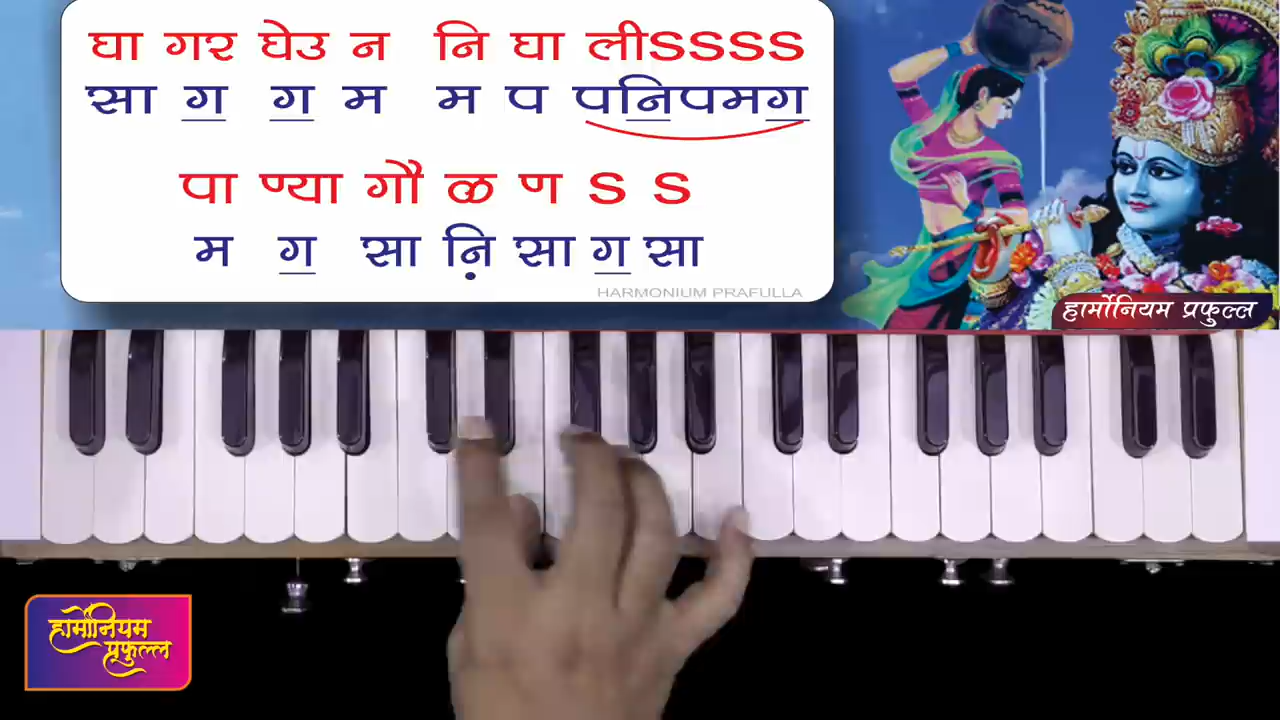 घा गर घेउ न नि घा लीSSSS
सा ग॒ ग॒ म म प पनि॒पमग॒
पा ण्या गौ ळ ण S S
म ग॒ सा नि़॒ सा ग॒ सा
HARMONIUM PRAFULLA
हार्मोनियम प्रफुल्ल
हार्मोनियम
प्रफुल्ल